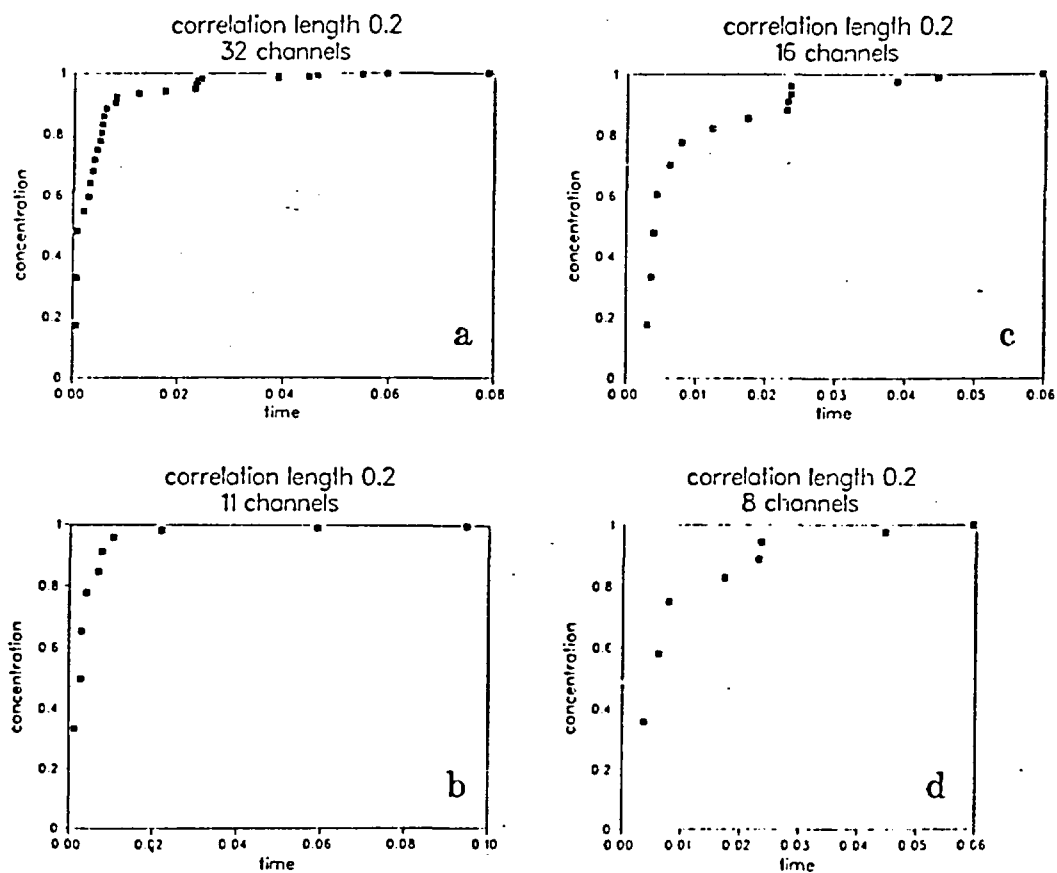 correlation length 0.2
32 channels
1
0.8
0.6
0.4
0.2
0
concentration
a
0.00 0.02 0.04 0.06 0.08
time
correlation length 0.2
16 channels
1
0.8
0.6
0.4
0.2
0
concentration
c
0.00 0.01 0.02 0.03 0.04 0.05 0.06
time
correlation length 0.2
11 channels
1
0.8
0.6
0.4
0.2
0
concentration
b
0.00 0.02 0.04 0.06 0.08 0.10
time
correlation length 0.2
8 channels
1
0.8
0.6
0.4
0.2
0
concentration
d
0.00 0.01 0.02 0.03 0.04 0.05 0.06
time